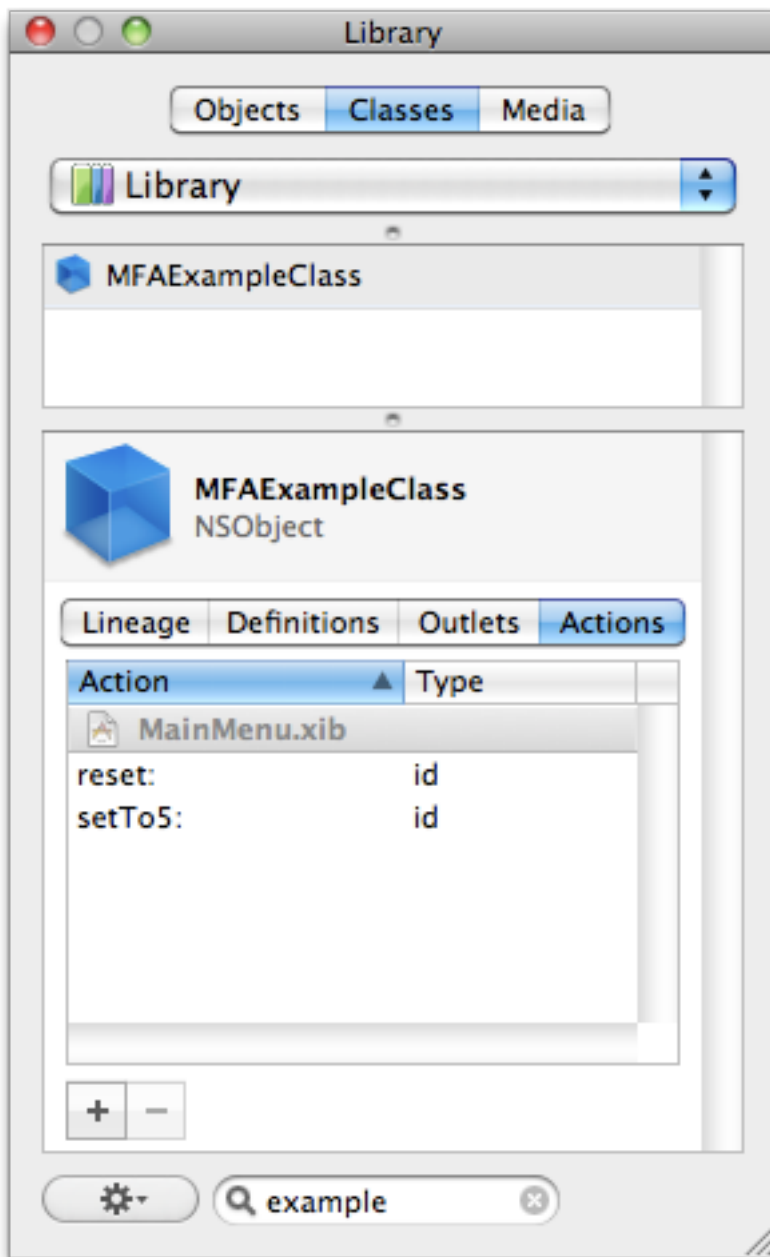 Library
Objects Classes Media
Library
MFAExampleClass
MFAExampleClass
NSObject
Lineage Definitions Outlets Actions
Action Type
MainMenu.xib
reset: id
setTo5: id
example